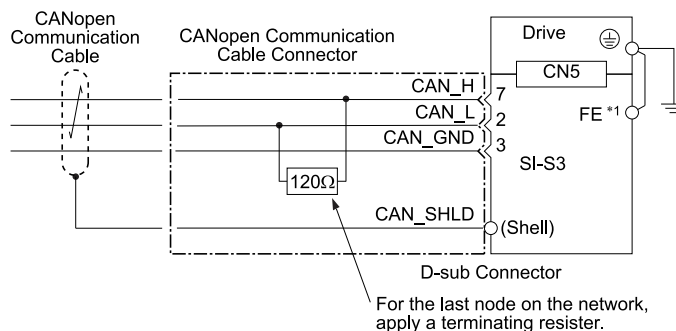 CANopen
Communication
Cable
CANopen Communication
Cable Connector
Drive
CN5
CAN_H
7
CAN_L
2
FE *1
CAN_GND
3
SI-S3
120Ω
CAN_SHLD
(Shell)
D-sub Connector
For the last node on the network,
apply a terminating resister.